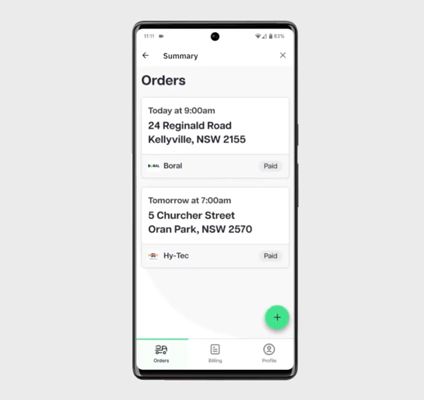 11:11 83%
Summary
Orders
Today at 9:00am
24 Reginald Road
Kellyville, NSW 2155
Boral Paid
Tomorrow at 7:00am
5 Churcher Street
Oran Park, NSW 2570
Hy-Tec Paid
Orders Billing Profile